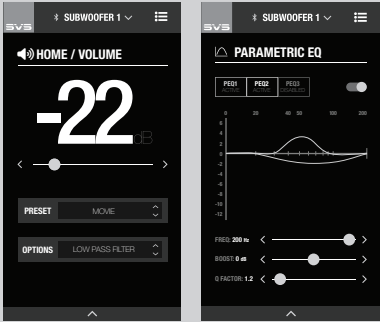 SVS
SUBWOOFER 1
HOME / VOLUME
-22
dB
PRESET
MOVIE
OPTIONS
LOW PASS FILTER
SVS
SUBWOOFER 1
PARAMETRIC EQ
PEQ1 PEQ2 PEQ3
ACTIVE ACTIVE DISABLED
0 20 40 50 100 200
6
4
2
0
-2
-4
-6
-8
-10
-12
FREQ: 200 Hz
BOOST: 0 dB
Q FACTOR: 1.2